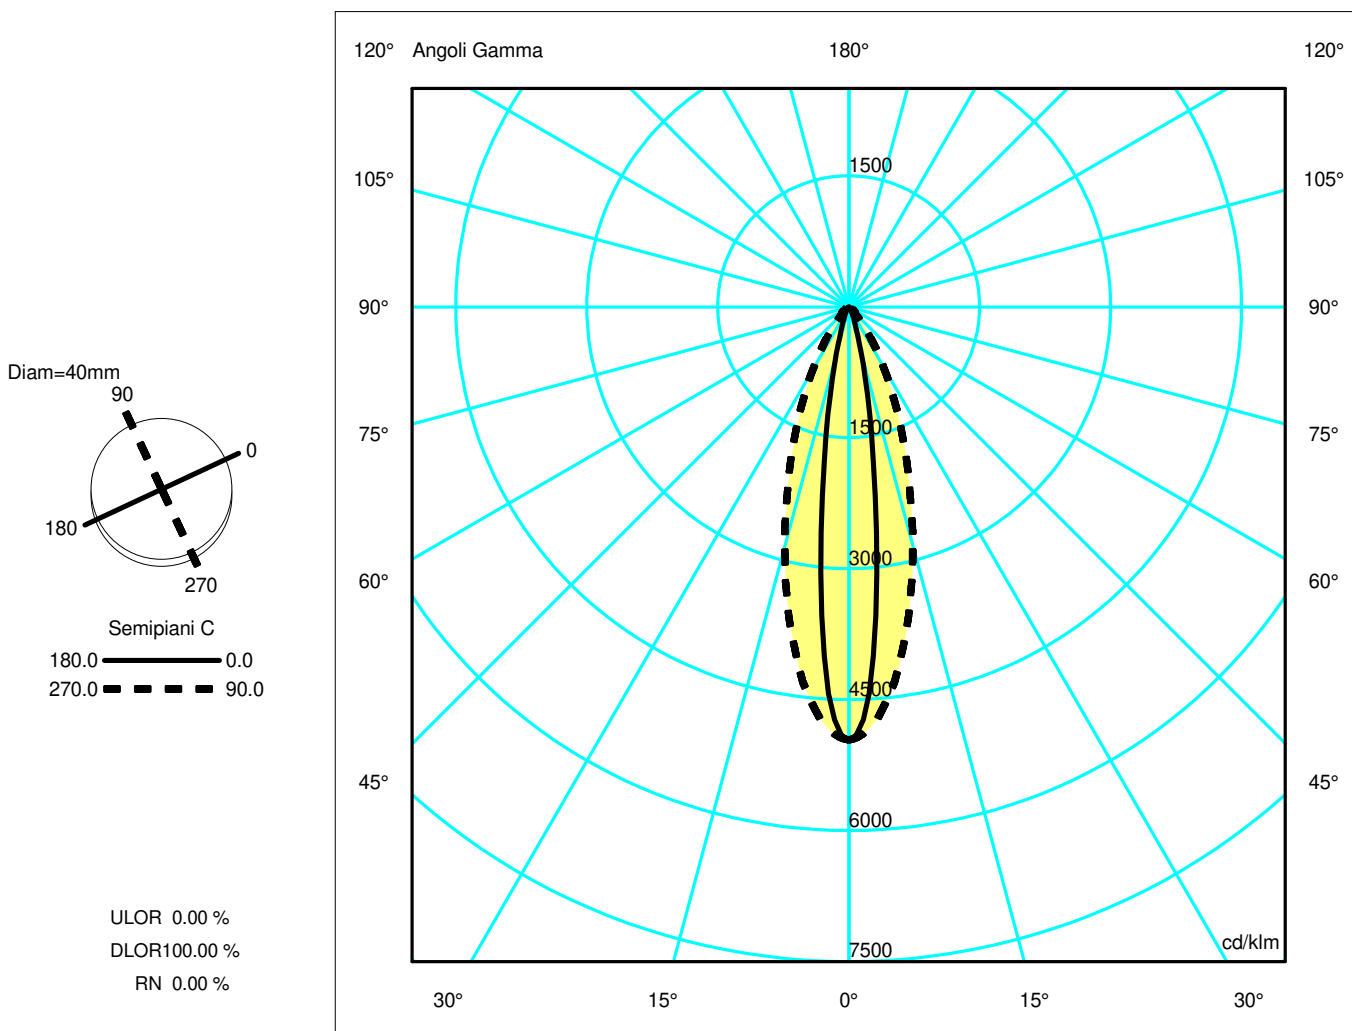 120° Angoli Gamma 180° 120°
1500
105° 105°
90° 90°
Diam=40mm
90
0
1500
75° 75°
180
3000
270
60° 60°
Semipiani C
180.0 0.0
270.0 90.0
4500
45° 45°
6000
ULOR 0.00 %
DLOR100.00 %
RN 0.00 %
7500
cd/klm
30° 15° 0° 15° 30°